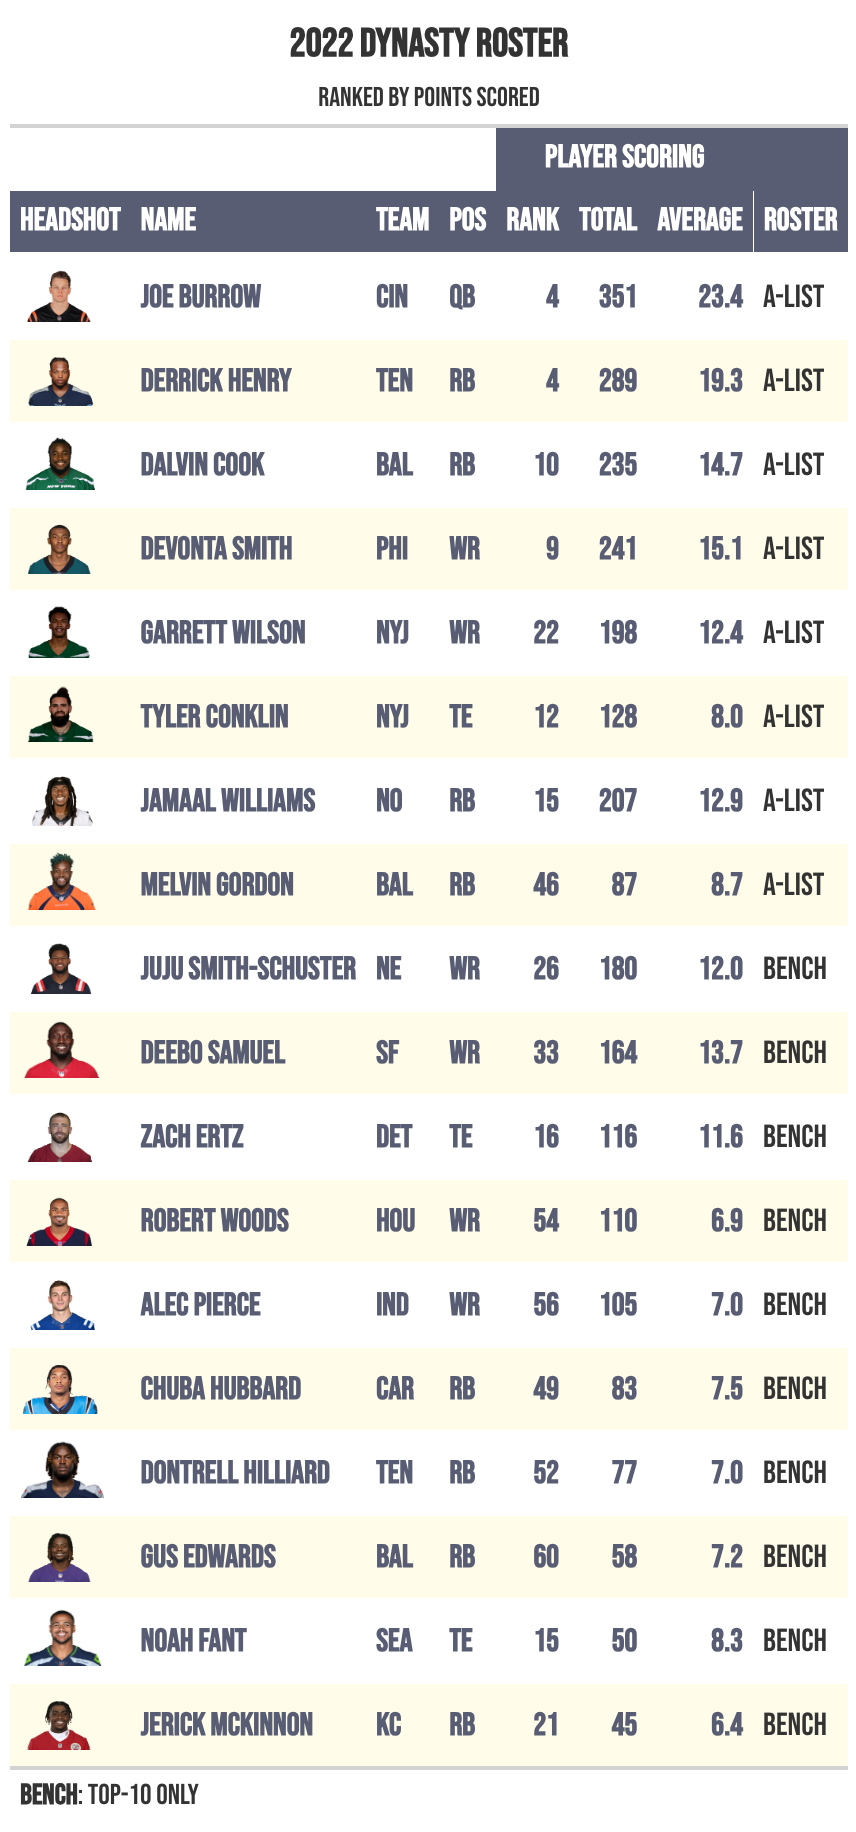 2022 DYNASTY ROSTER
RANKED BY POINTS SCORED
PLAYER SCORING
HEADSHOT NAME TEAM POS RANK TOTAL AVERAGE ROSTER
JOE BURROW CIN QB 4 351 23.4 A-LIST
DERRICK HENRY TEN RB 4 289 19.3 A-LIST
DALVIN COOK BAL RB 10 235 14.7 A-LIST
DEVONTA SMITH PHI WR 9 241 15.1 A-LIST
GARRETT WILSON NYJ WR 22 198 12.4 A-LIST
TYLER CONKLIN NYJ TE 12 128 8.0 A-LIST
JAMAAL WILLIAMS NO RB 15 207 12.9 A-LIST
MELVIN GORDON BAL RB 46 87 8.7 A-LIST
JUJU SMITH-SCHUSTER NE WR 26 180 12.0 BENCH
DEEBO SAMUEL SF WR 33 164 13.7 BENCH
ZACH ERTZ DET TE 16 116 11.6 BENCH
ROBERT WOODS HOU WR 54 110 6.9 BENCH
ALEC PIERCE IND WR 56 105 7.0 BENCH
CHUBA HUBBARD CAR RB 49 83 7.5 BENCH
DONTRELL HILLIARD TEN RB 52 77 7.0 BENCH
GUS EDWARDS BAL RB 60 58 7.2 BENCH
NOAH FANT SEA TE 15 50 8.3 BENCH
JERICK MCKINNON KC RB 21 45 6.4 BENCH
BENCH: TOP-10 ONLY